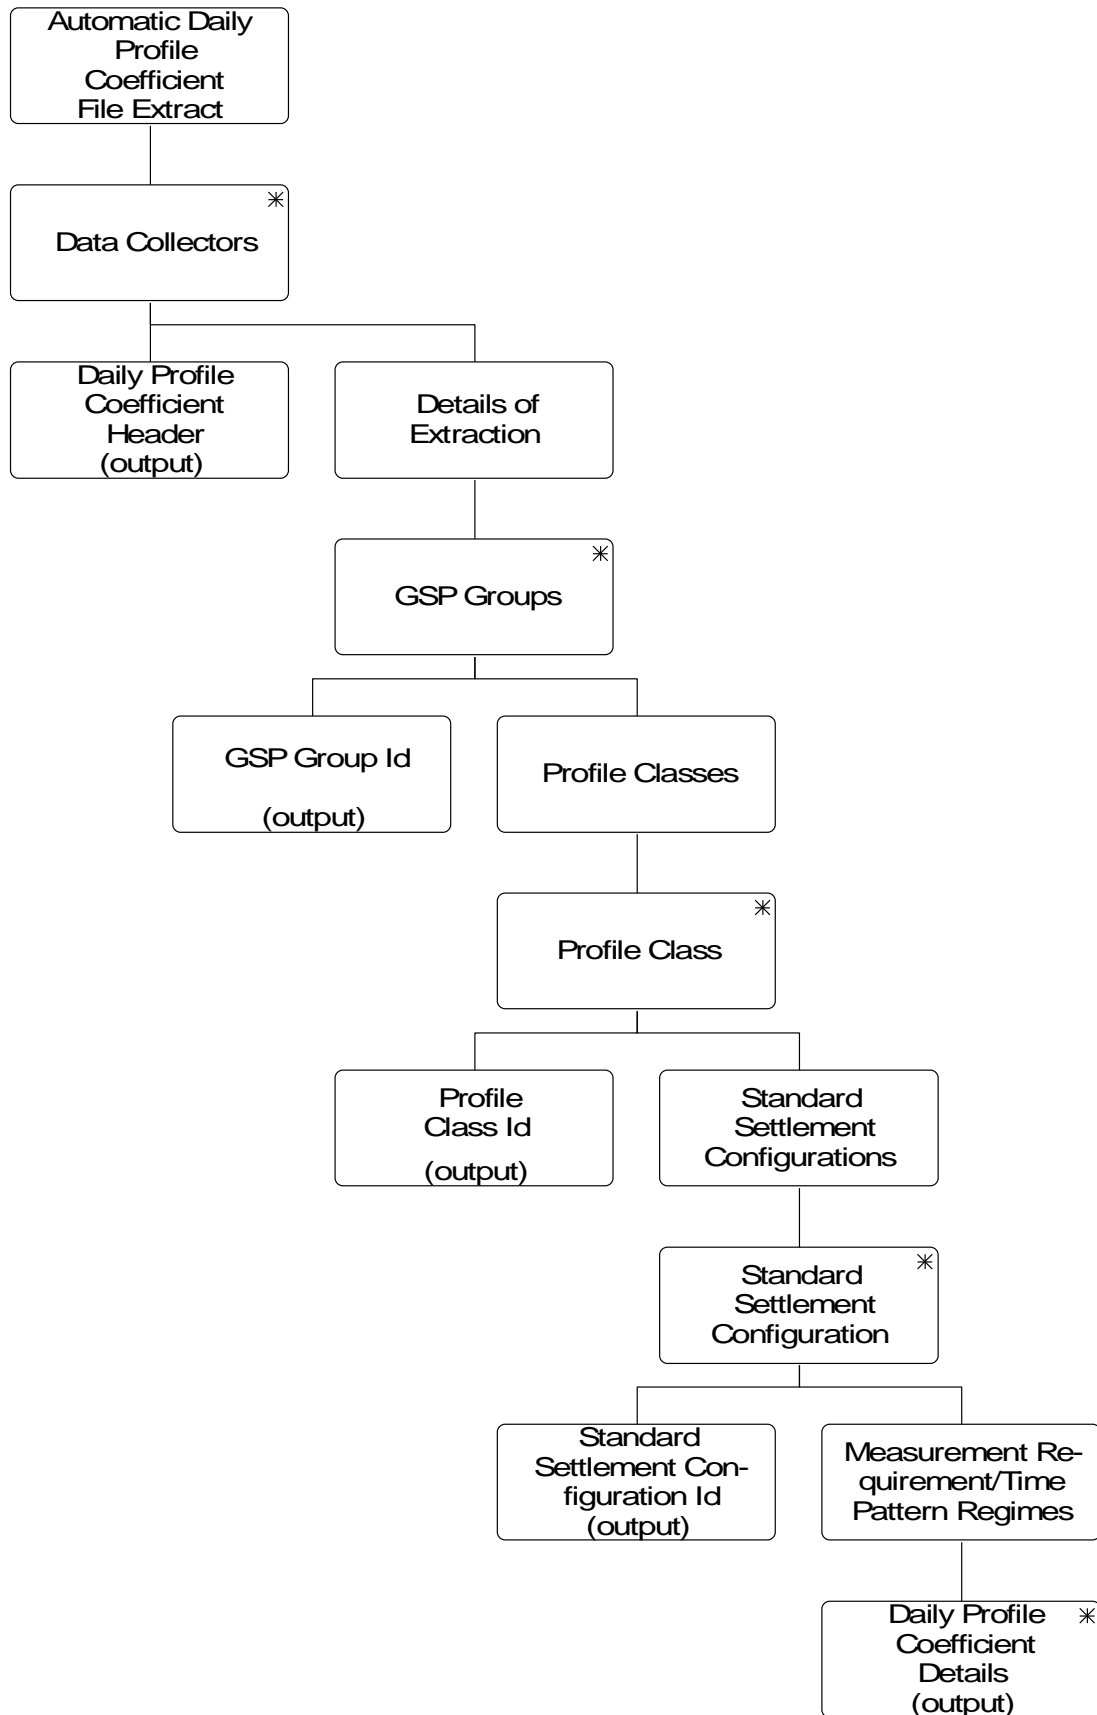 Automatic Daily
Profile
Coefficient
File Extract
Data Collectors
Daily Profile
Coefficient
Header
(output)
Details of
Extraction
GSP Groups
GSP Group Id
(output)
Profile Classes
Profile Class
Profile
Class Id
(output)
Standard
Settlement
Configurations
Standard
Settlement
Configuration
Standard
Settlement Con-
figuration Id
(output)
Measurement Re-
quirement/Time
Pattern Regimes
Daily Profile
Coefficient
Details
(output)